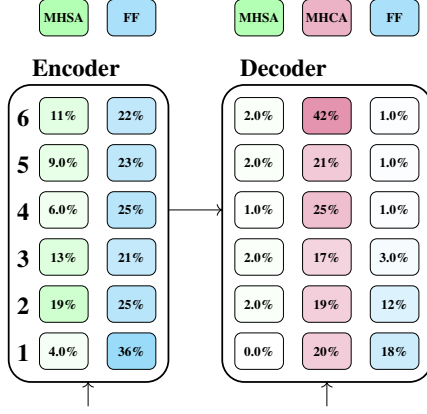 MHSA FF MHSA MHCA FF
Encoder Decoder
6 11% 22% 2.0% 42% 1.0%
5 9.0% 23% 2.0% 21% 1.0%
4 6.0% 25% 1.0% 25% 1.0%
3 13% 21% 2.0% 17% 3.0%
2 19% 25% 2.0% 19% 12%
1 4.0% 36% 0.0% 20% 18%